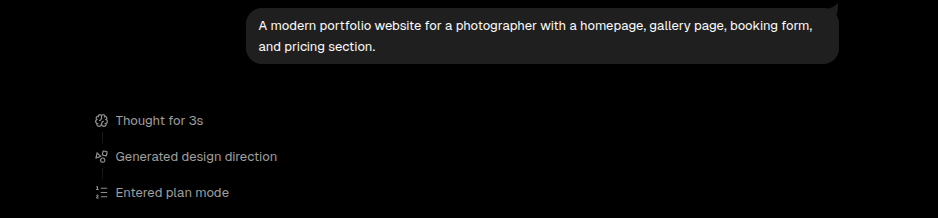 A modern portfolio website for a photographer with a homepage, gallery page, booking form,
and pricing section.
Thought for 3s
Generated design direction
Entered plan mode